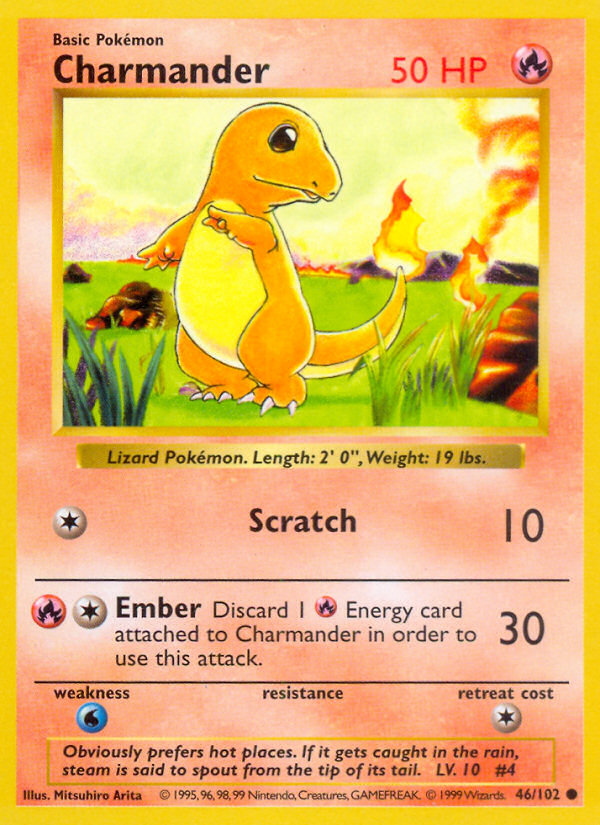 Basic Pokémon
Charmander 50 HP
Lizard Pokémon. Length: 2' 0", Weight: 19 lbs.
Scratch 10
Ember Discard 1 Energy card
attached to Charmander in order to
use this attack.
30
weakness resistance retreat cost
Obviously prefers hot places. If it gets caught in the rain,
steam is said to spout from the tip of its tail. LV. 10 #4
Illus. Mitsuhiro Arita ©1995, 96, 98, 99 Nintendo, Creatures, GAMEFREAK. ©1999 Wizards. 46/102